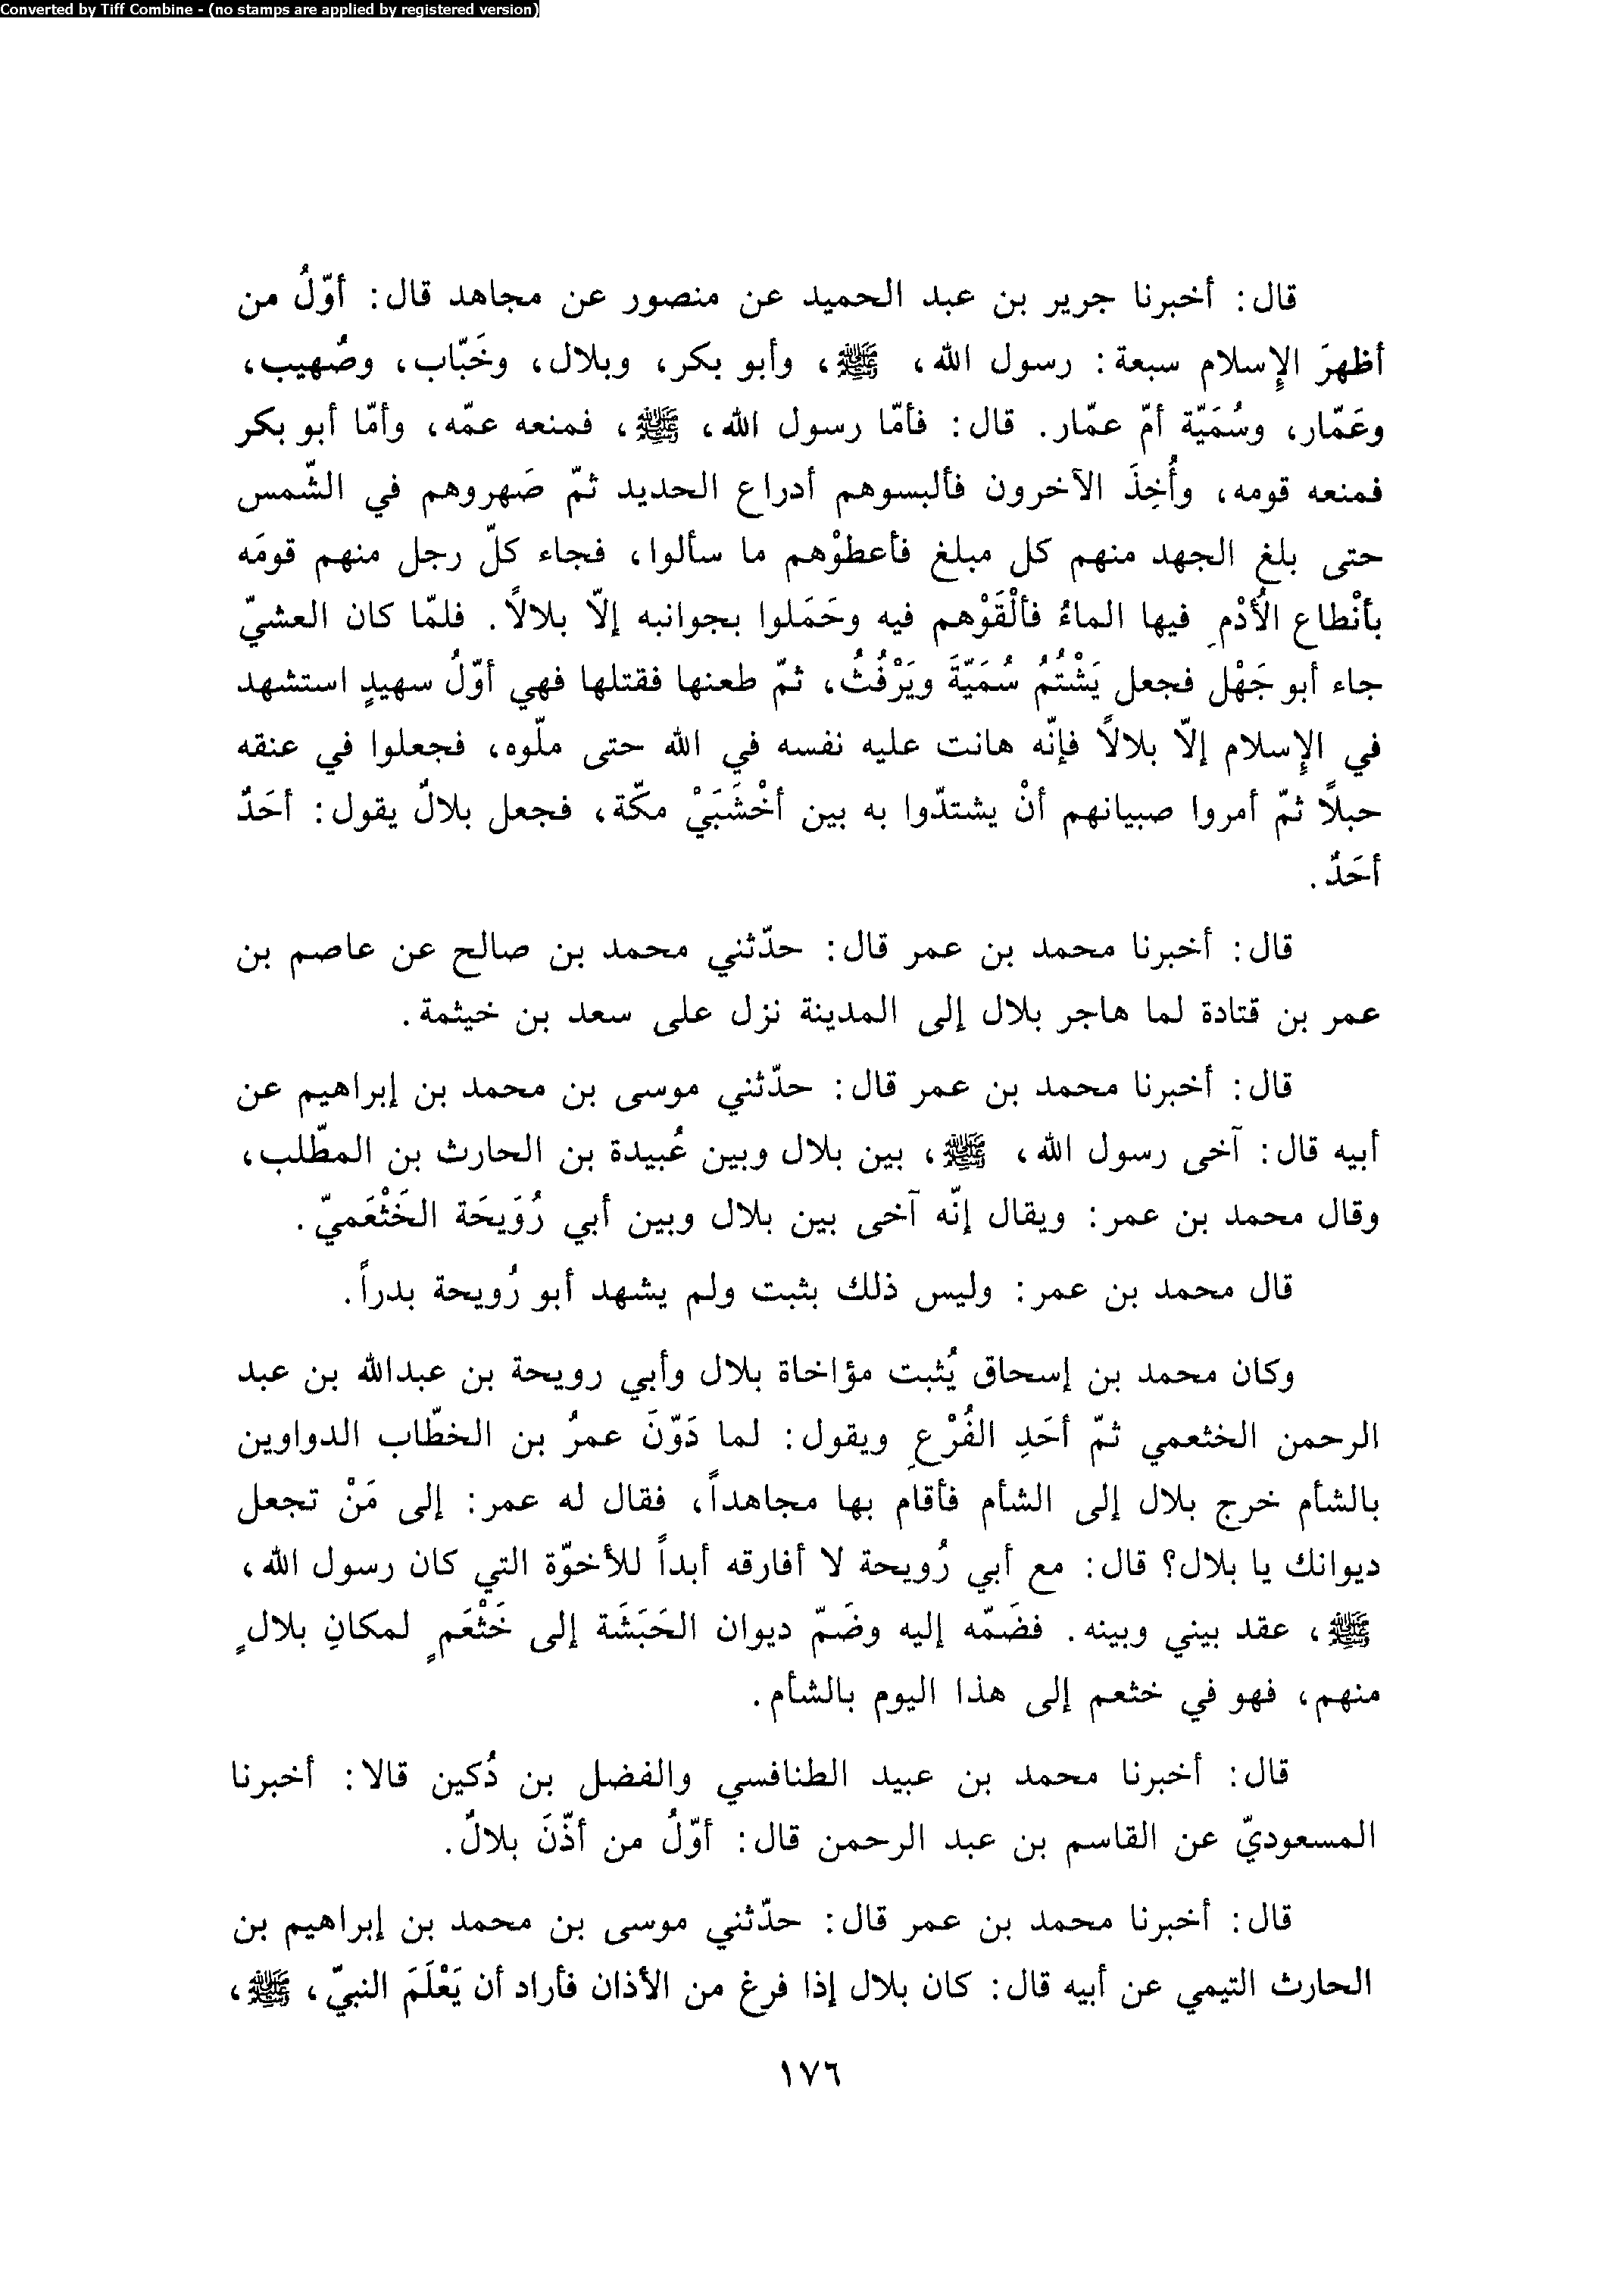 Converted by Tiff Combine - (no stamps are applied by registered version)
قال: أخبرنا جرير بن عبد الحميد عن منصور عن مجاهد قال: أوّلُ من
أظهرَ الإسلام سبعة: رسول الله، ﷺ، وأبو بكر، وبلال، وخَبّاب، وصُهيب،
وعَمّار، وسُمَيّة أمّ عمّار. قال: فأمّا رسول الله، ﷺ، فمنعه عمّه، وأمّا أبو بكر
فمنعه قومه، وأُخِذَ الآخرون فألبسوهم أدراع الحديد ثمّ صَهروهم في الشّمس
حتى بلغ الجهد منهم كل مبلغ فأعطوْهم ما سألوا، فجاء كلّ رجل منهم قومَه
بأنْطاع الأُدْمِ فيها الماءُ فألْقَوْهم فيه وحَمَلوا بجوانبه إلاّ بلالاً. فلمّا كان العشيّ
جاء أبو جَهْل فجعل يَشْتُمُ سُمَيّةَ ويَرْفُثُ، ثمّ طعنها فقتلها فهي أوّلُ سهيدٍ استشهد
في الإسلام إلاّ بلالاً فإنّه هانت عليه نفسه في الله حتى ملّوه، فجعلوا في عنقه
حبلاً ثمّ أمروا صبيانهم أنْ يشتدّوا به بين أخْشَبَيْ مكّة، فجعل بلالٌ يقول: أحَدٌ
أحَدٌ.
قال: أخبرنا محمد بن عمر قال: حدّثني محمد بن صالح عن عاصم بن
عمر بن قتادة لما هاجر بلال إلى المدينة نزل على سعد بن خيثمة.
قال: أخبرنا محمد بن عمر قال: حدّثني موسى بن محمد بن إبراهيم عن
أبيه قال: آخى رسول الله، ﷺ، بين بلال وبين عُبيدة بن الحارث بن المطّلب،
وقال محمد بن عمر: ويقال إنّه آخى بين بلال وبين أبي رُوَيحَة الخَثْعَميّ.
قال محمد بن عمر: وليس ذلك بثبت ولم يشهد أبو رُويحة بدراً.
وكان محمد بن إسحاق يُثبت مؤاخاة بلال وأبي رويحة بن عبدالله بن عبد
الرحمن الخثعمي ثمّ أحَدِ الفُرْعِ ويقول: لما دَوّنَ عمرُ بن الخطّاب الدواوين
بالشأم خرج بلال إلى الشأم فأقام بها مجاهداً، فقال له عمر: إلى مَنْ تجعل
ديوانك يا بلال؟ قال: مع أبي رُويحة لا أفارقه أبداً للأخوّة التي كان رسول الله،
ﷺ، عقد بيني وبينه. فضَمّه إليه وضَمّ ديوان الحَبَشَة إلى خَثْعَمٍ لمكانِ بلالٍ
منهم، فهو في خثعم إلى هذا اليوم بالشأم.
قال: أخبرنا محمد بن عبيد الطنافسي والفضل بن دُكين قالا: أخبرنا
المسعوديّ عن القاسم بن عبد الرحمن قال: أوّلُ من أذّنَ بلالٌ.
قال: أخبرنا محمد بن عمر قال: حدّثني موسى بن محمد بن إبراهيم بن
الحارث التيمي عن أبيه قال: كان بلال إذا فرغ من الأذان فأراد أن يَعْلَمَ النبيّ، ﷺ،
١٧٦